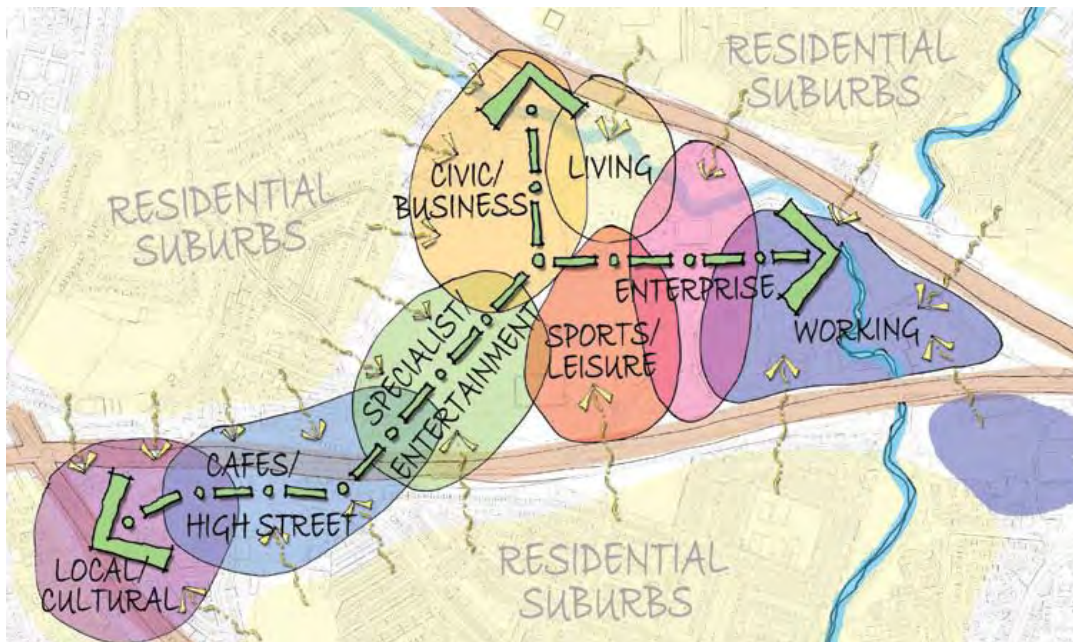 RESIDENTIAL
SUBURBS
CIVIC/
BUSINESS
LIVING
RESIDENTIAL
SUBURBS
ENTERPRISE
WORKING
SPORTS/
LEISURE
SPECIALIST/
ENTERTAINMENT
CAFES/
HIGH STREET
LOCAL/
CULTURAL
RESIDENTIAL
SUBURBS